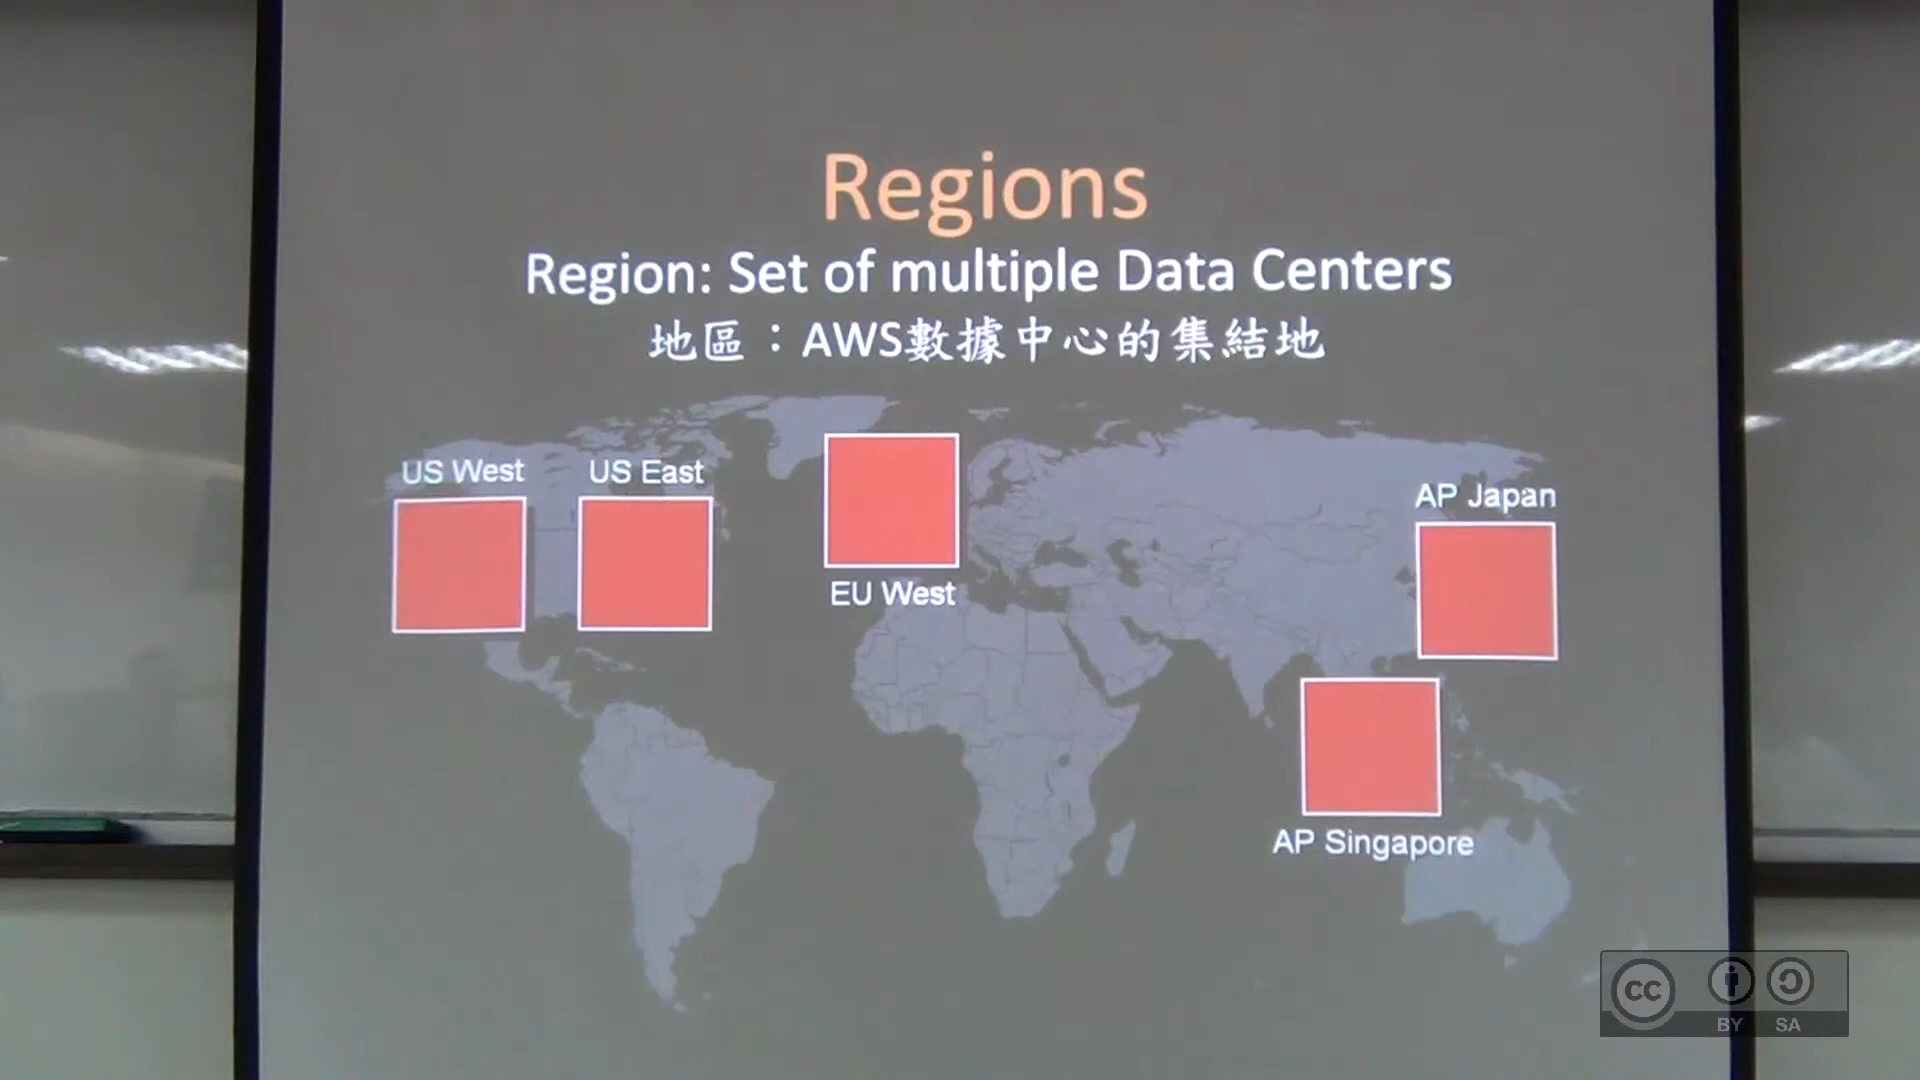 Regions
Region: Set of multiple Data Centers
地區：AWS數據中心的集結地
US West
US East
EU West
AP Japan
AP Singapore
cc
BY SA